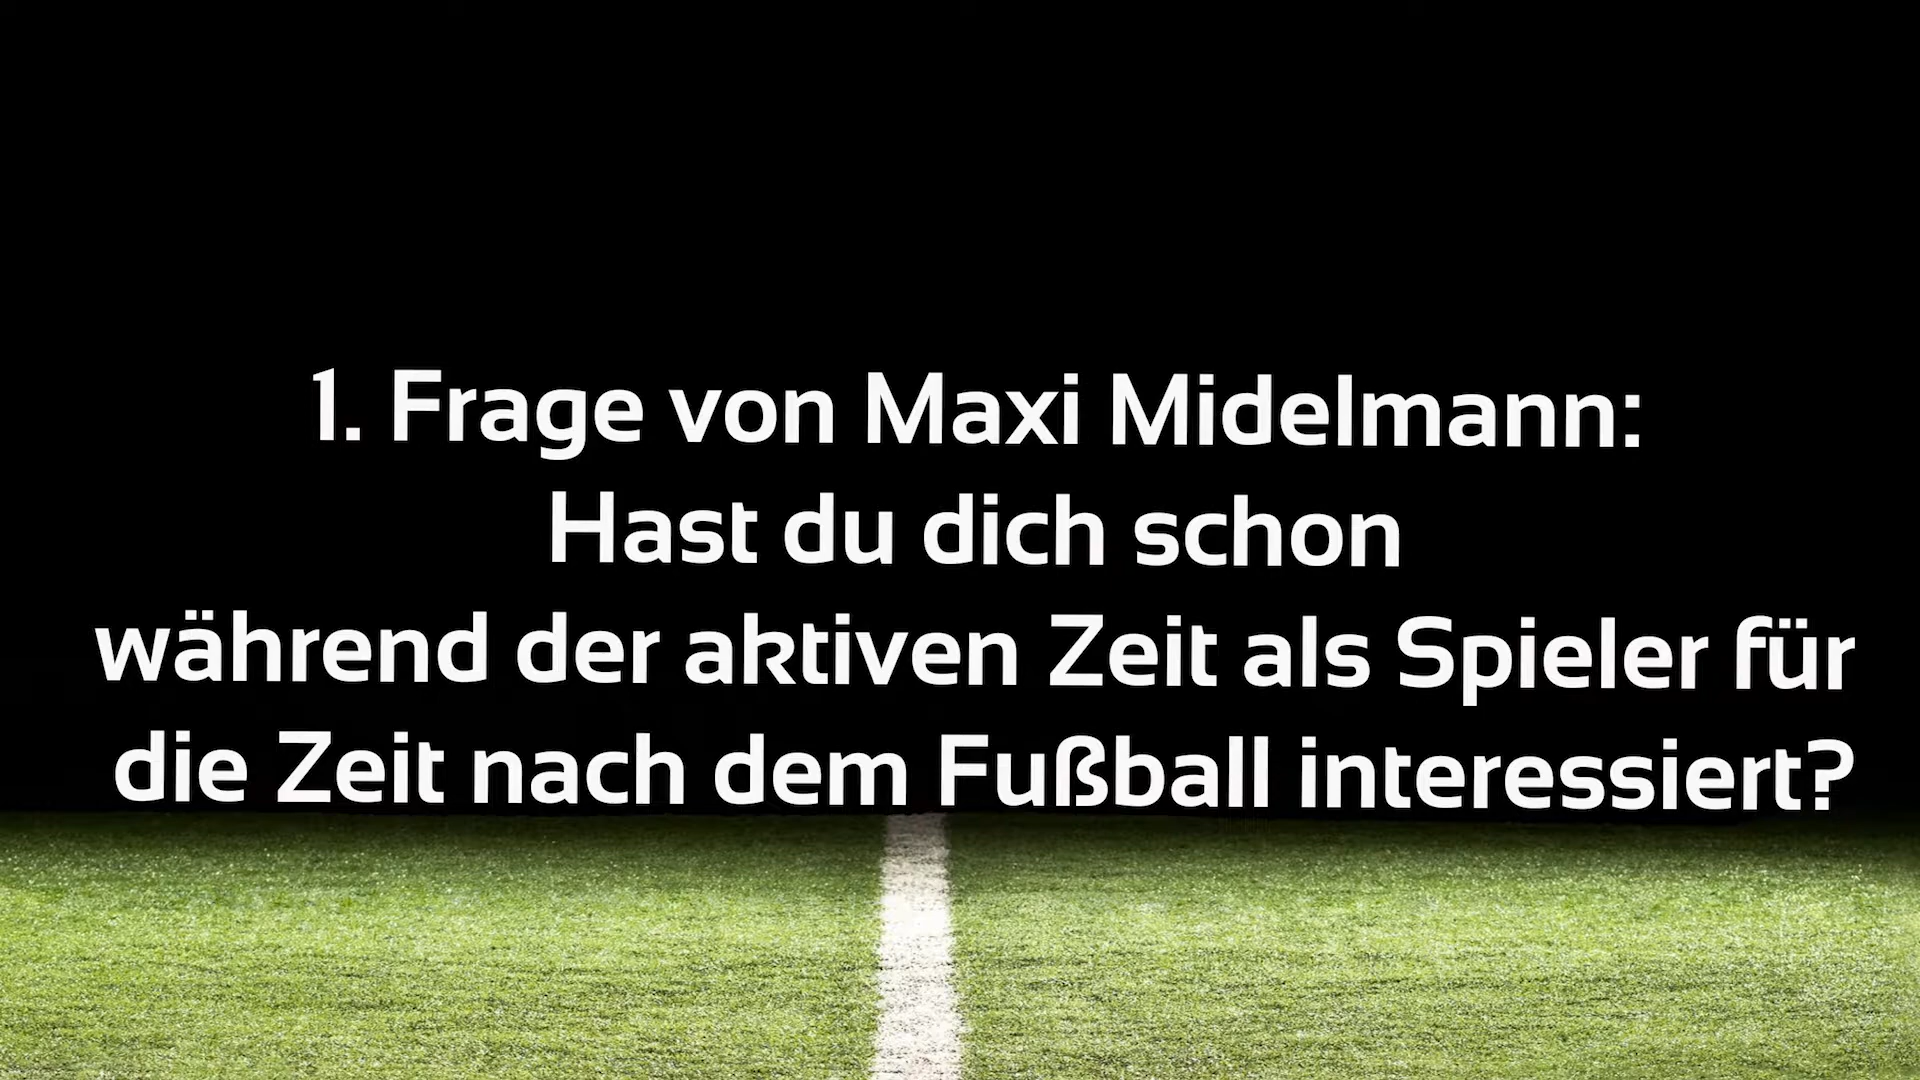 1. Frage von Maxi Midelmann:
Hast du dich schon
während der aktiven Zeit als Spieler für
die Zeit nach dem Fußball interessiert?